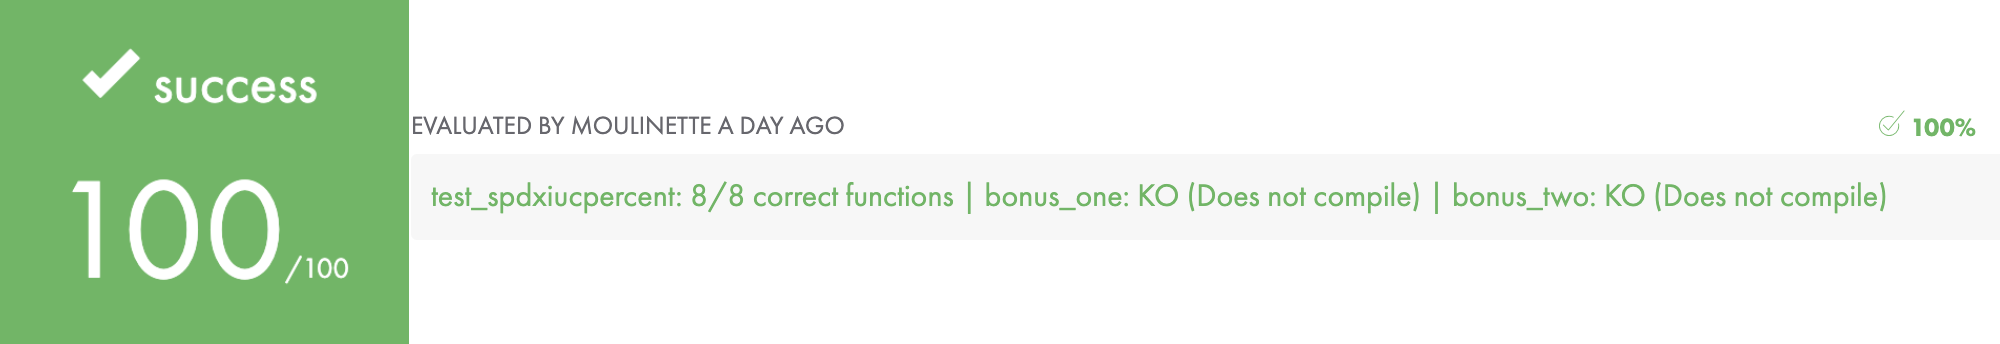 success
100/100
EVALUATED BY MOULINETTE A DAY AGO
100%
test_spdxiucpercent: 8/8 correct functions | bonus_one: KO (Does not compile) | bonus_two: KO (Does not compile)